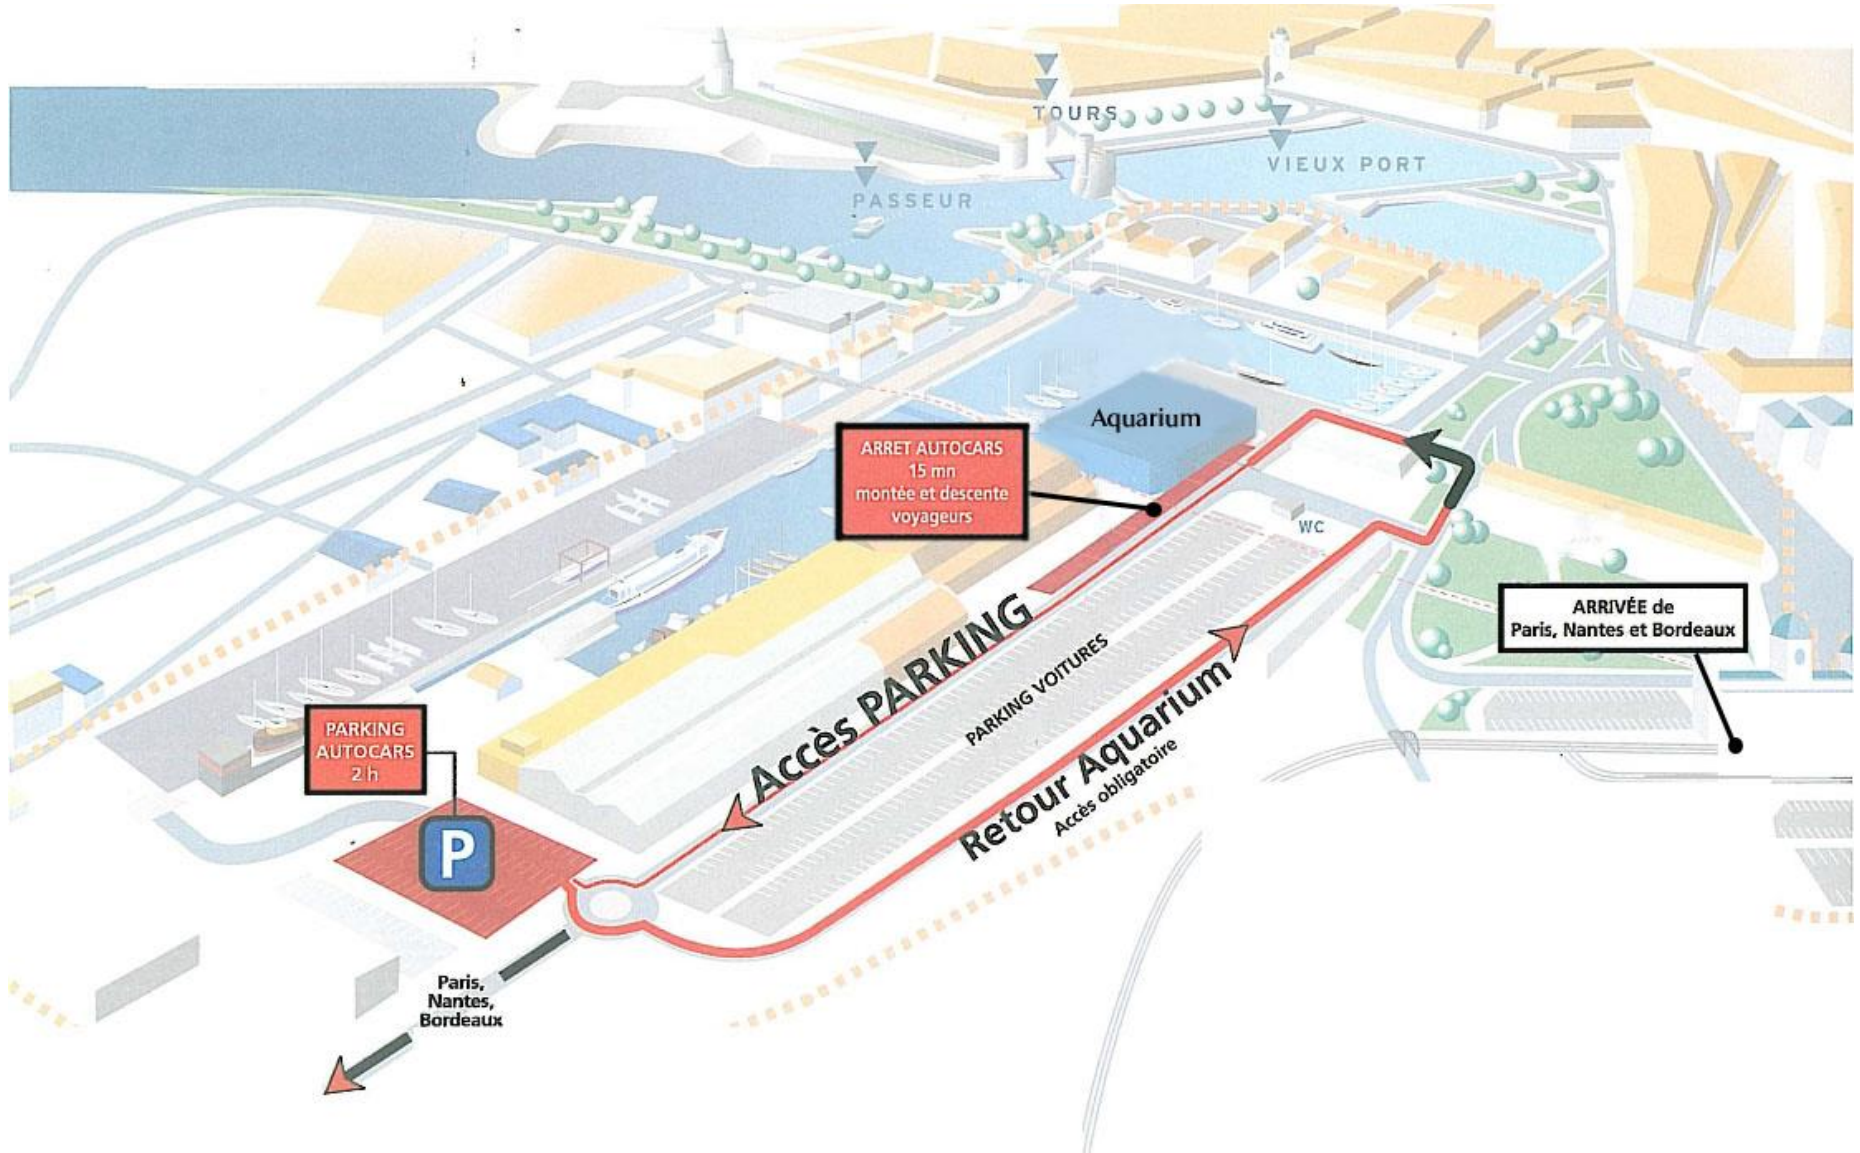 TOURS
VIEUX PORT
PASSEUR
Aquarium
ARRET AUTOCARS
15 mn
montée et descente
voyageurs
WC
ARRIVÉE de
Paris, Nantes et Bordeaux
Accès PARKING
PARKING VOITURES
Retour Aquarium
Accès obligatoire
PARKING
AUTOCARS
2 h
P
Paris,
Nantes,
Bordeaux